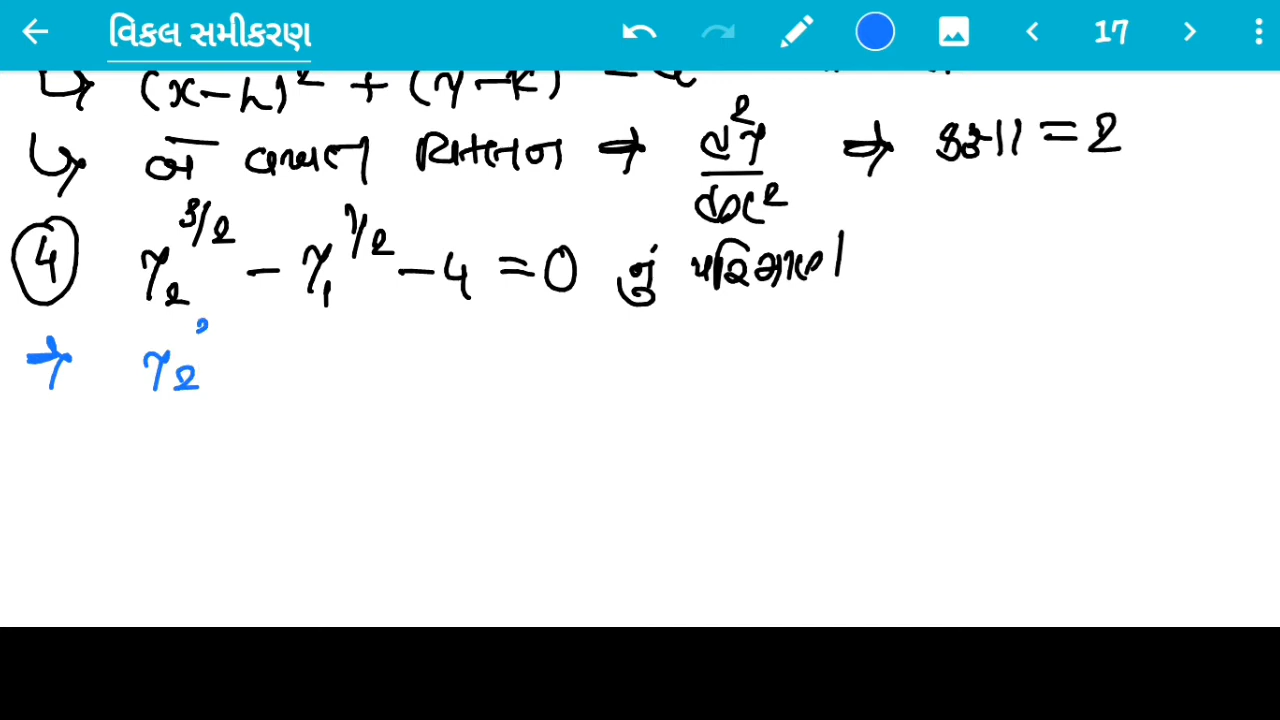 વિકલ સમીકરણ 17
(x-h)² + (y-k) =
બે વખત વિકલન ⇒ d²y/dx² ⇒ કક્ષા = 2
④ y₂^3/2 - y₁^1/2 - 4 = 0 નું પરિમાણ
→ y₂